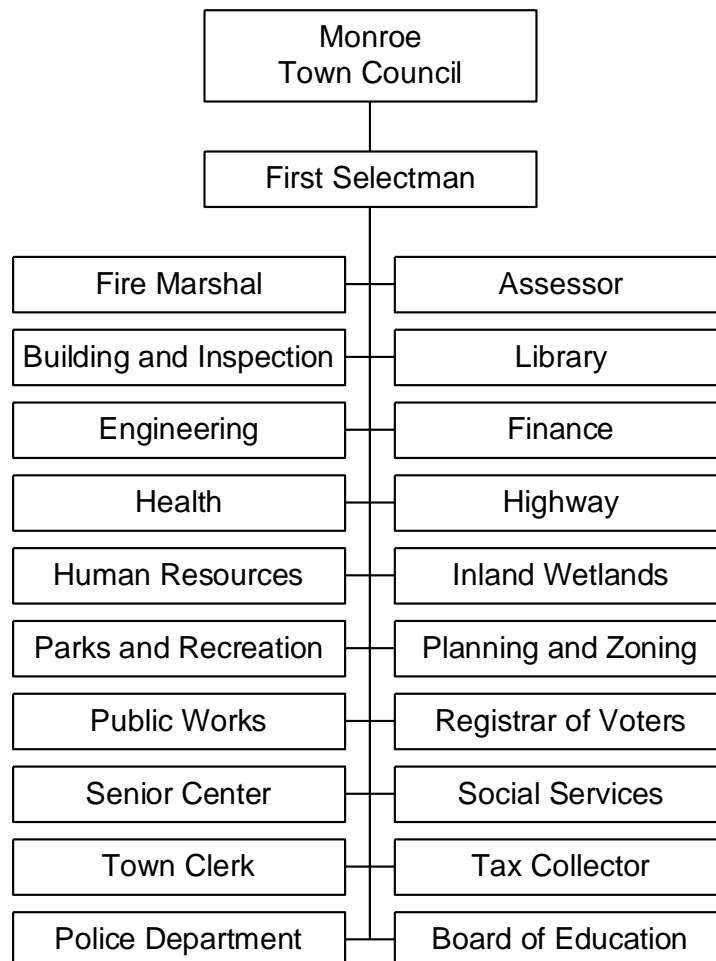 Monroe
Town Council
First Selectman
Fire Marshal
Assessor
Building and Inspection
Library
Engineering
Finance
Health
Highway
Human Resources
Inland Wetlands
Parks and Recreation
Planning and Zoning
Public Works
Registrar of Voters
Senior Center
Social Services
Town Clerk
Tax Collector
Police Department
Board of Education